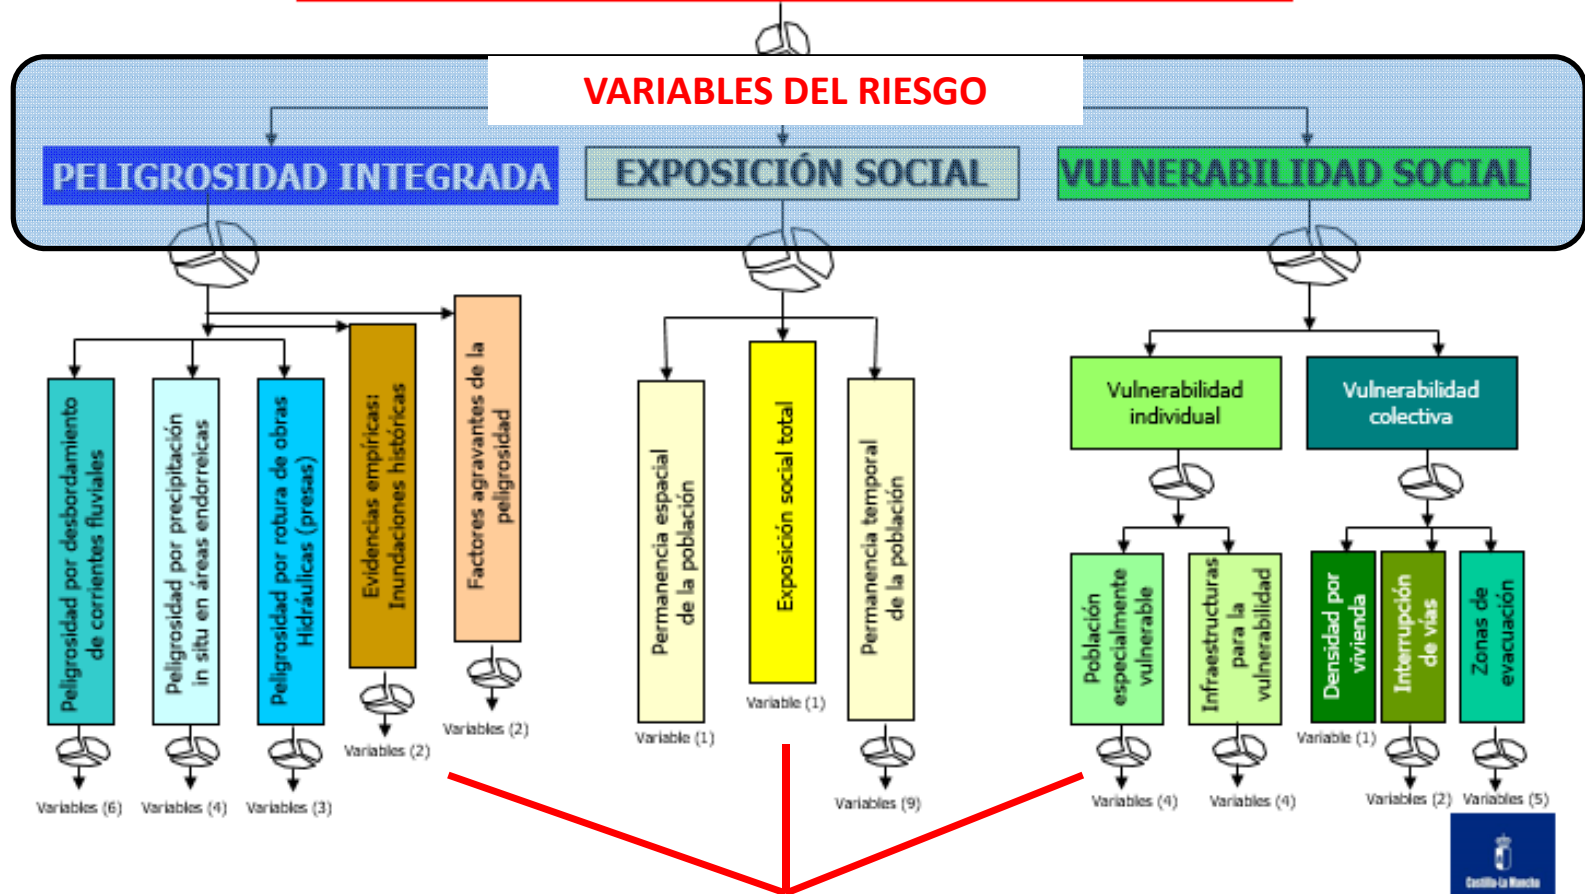 VARIABLES DEL RIESGO
PELIGROSIDAD INTEGRADA
EXPOSICIÓN SOCIAL
VULNERABILIDAD SOCIAL
Peligrosidad por desbordamiento
de corrientes fluviales
Variables (6)
Peligrosidad por precipitación
in situ en áreas endorreicas
Variables (4)
Peligrosidad por rotura de obras
Hidráulicas (presas)
Variables (3)
Evidencias empíricas:
Inundaciones históricas
Variables (2)
Factores agravantes de la
peligrosidad
Variables (2)
Permanencia espacial
de la población
Variable (1)
Exposición social total
Variable (1)
Permanencia temporal
de la población
Variables (9)
Vulnerabilidad
individual
Vulnerabilidad
colectiva
Población
especialmente
vulnerable
Variables (4)
Infraestructuras
para la
vulnerabilidad
Variables (4)
Densidad por
vivienda
Variable (1)
Interrupción
de vías
Variables (2)
Zonas de
evacuación
Variables (5)
Castilla-La Mancha